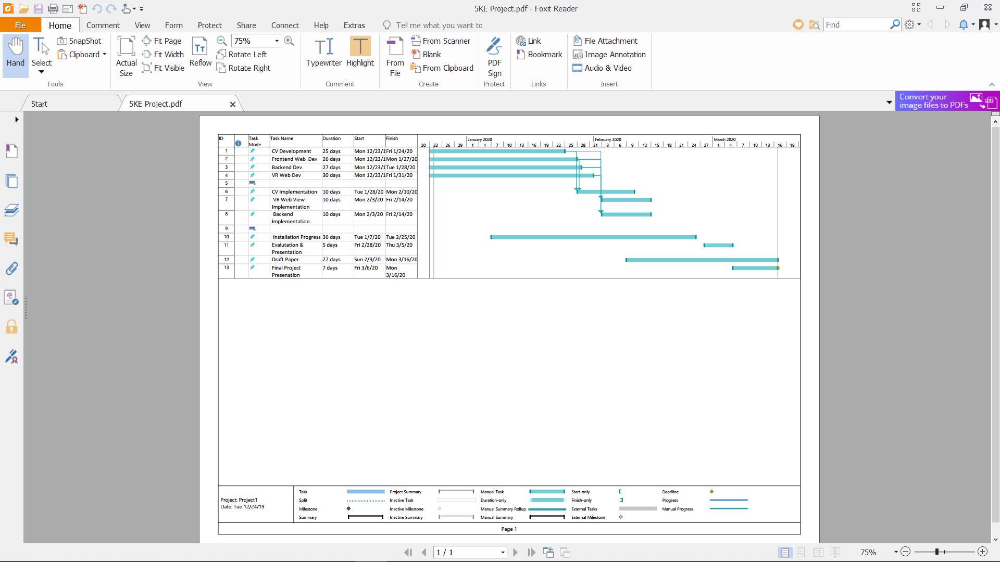 5KE Project.pdf - Foxit Reader
File Home Comment View Form Protect Share Connect Help Extras Tell me what you want to Find
Hand Select SnapShot Clipboard Tools
Actual Size Fit Page Fit Width Fit Visible Reflow 75% Rotate Left Rotate Right View
Typewriter Highlight Comment
From File From Scanner Blank From Clipboard Create
PDF Sign Protect
Link Bookmark Links
File Attachment Image Annotation Audio & Video Insert
Start 5KE Project.pdf
Convert your
image files to PDFs
ID Task Mode Task Name Duration Start Finish
January 2020 February 2020 March 2020
20 23 26 29 1 4 7 10 13 16 19 22 25 28 31 3 6 9 12 15 18 21 24 27 1 4 7 10 13 16 19
1 CV Development 25 days Mon 12/23/1 Fri 1/24/20
2 Frontend Web Dev 26 days Mon 12/23/1 Mon 1/27/20
3 Backend Dev 27 days Mon 12/23/1 Tue 1/28/20
4 VR Web Dev 30 days Mon 12/23/1 Fri 1/31/20
5
6 CV Implementation 10 days Tue 1/28/20 Mon 2/10/20
7 VR Web View Implementation 10 days Mon 2/3/20 Fri 2/14/20
8 Backend Implementation 10 days Mon 2/3/20 Fri 2/14/20
9
10 Installation Progress 36 days Tue 1/7/20 Tue 2/25/20
11 Evalutation & Presentation 5 days Fri 2/28/20 Thu 3/5/20
12 Draft Paper 27 days Sun 2/9/20 Mon 3/16/20
13 Final Project Presenation 7 days Fri 3/6/20 Mon 3/16/20
Project: Project1
Date: Tue 12/24/19
Task Project Summary Manual Task Start-only Deadline
Split Inactive Task Duration-only Finish-only Progress
Milestone Inactive Milestone Manual Summary Rollup External Tasks Manual Progress
Summary Inactive Summary Manual Summary External Milestone
Page 1
1 / 1 75%